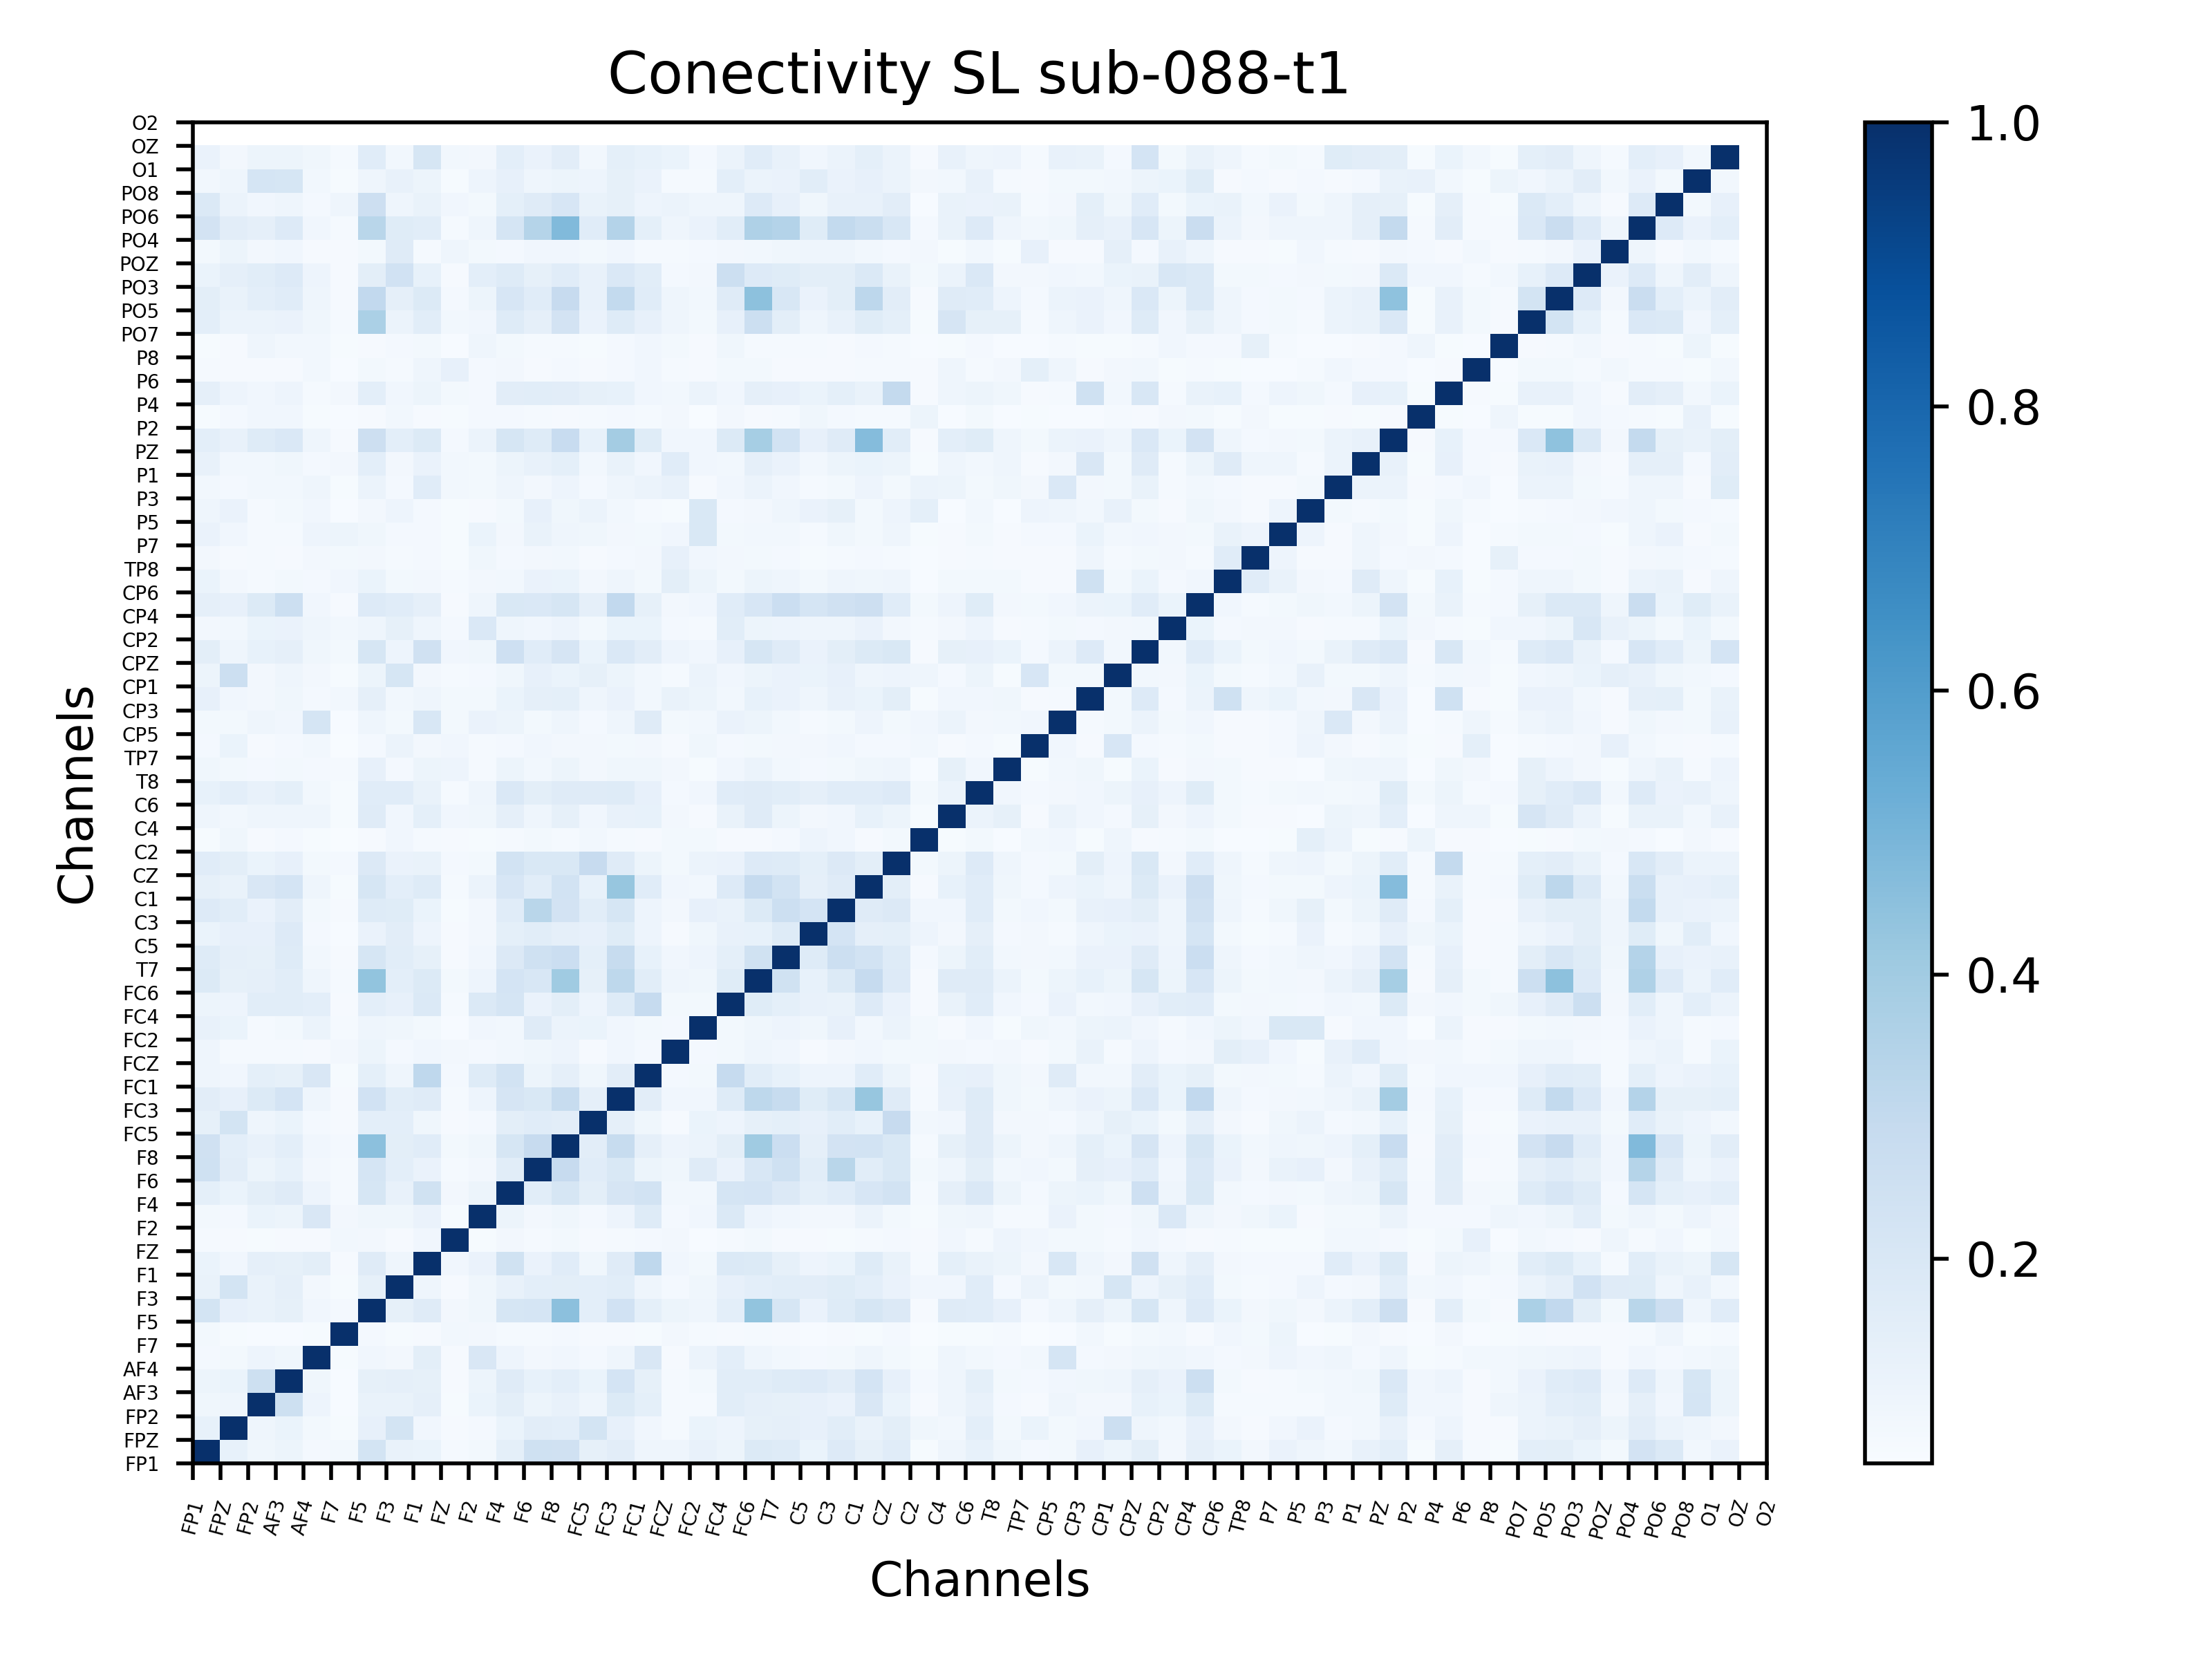 Conectivity SL sub-088-t1
O2
OZ
O1
PO8
PO6
PO4
POZ
PO3
PO5
PO7
P8
P6
P4
P2
PZ
P1
P3
P5
P7
TP8
CP6
CP4
CP2
CPZ
CP1
CP3
CP5
TP7
T8
C6
C4
C2
CZ
C1
C3
C5
T7
FC6
FC4
FC2
FCZ
FC1
FC3
FC5
F8
F6
F4
F2
FZ
F1
F3
F5
F7
AF4
AF3
FP2
FPZ
FP1
Channels
FP1 FPZ FP2 AF3 AF4 F7 F5 F3 F1 FZ F2 F4 F6 F8 FC5 FC3 FC1 FCZ FC2 FC4 FC6 T7 C5 C3 C1 CZ C2 C4 C6 T8 TP7 CP5 CP3 CP1 CPZ CP2 CP4 CP6 TP8 P7 P5 P3 P1 PZ P2 P4 P6 P8 PO7 PO5 PO3 POZ PO4 PO6 PO8 O1 OZ O2
Channels
1.0
0.8
0.6
0.4
0.2